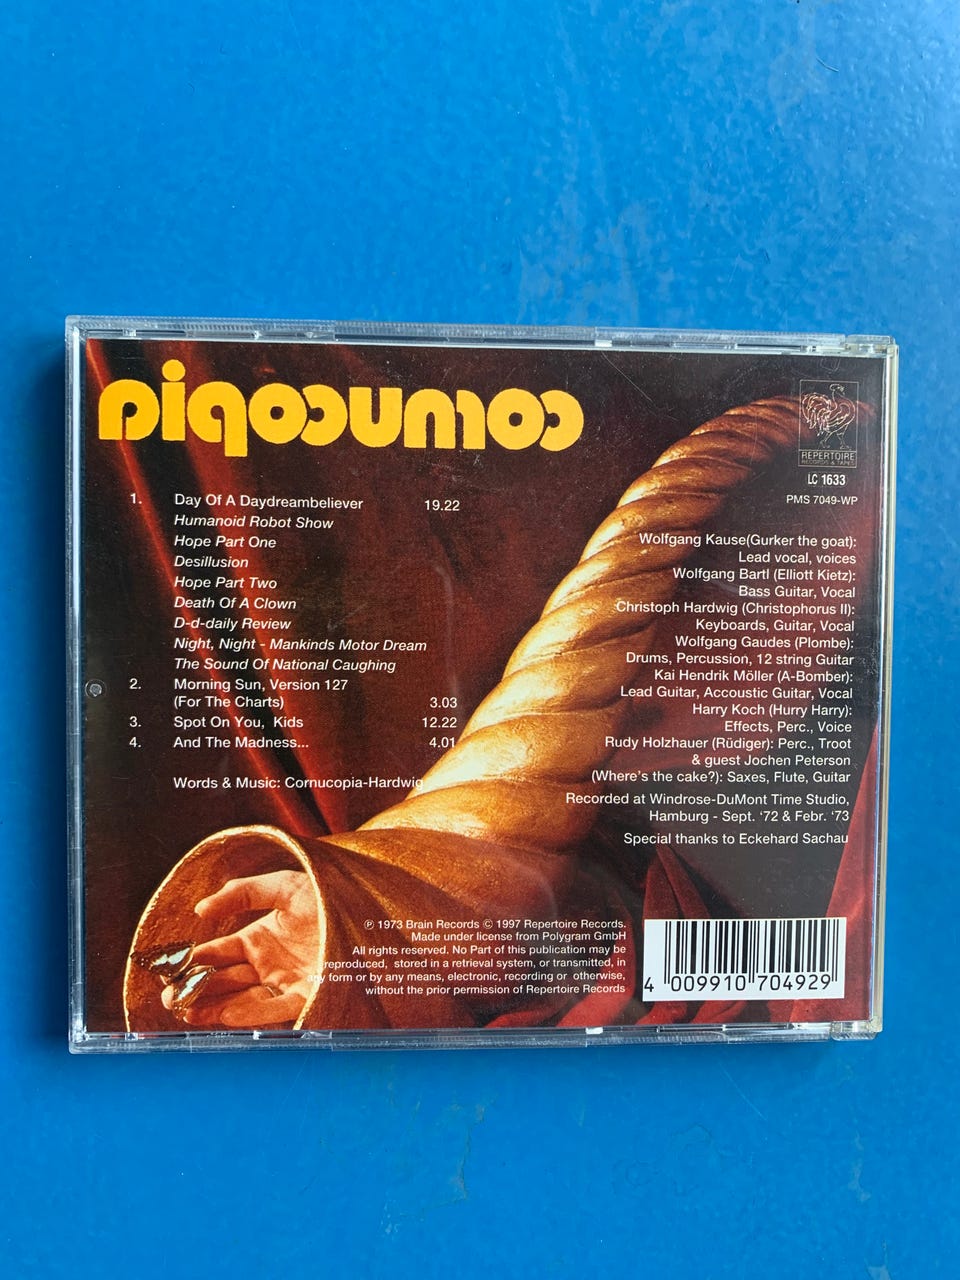 cornucopia
REPERTOIRE
RECORDS & TAPES
LC 1633
PMS 7049-WP
1. Day Of A Daydreambeliever 19.22
Humanoid Robot Show
Hope Part One
Desillusion
Hope Part Two
Death Of A Clown
D-d-daily Review
Night, Night - Mankinds Motor Dream
The Sound Of National Caughing
2. Morning Sun, Version 127
(For The Charts) 3.03
3. Spot On You, Kids 12.22
4. And The Madness... 4.01
Words & Music: Cornucopia-Hardwig
Wolfgang Kause(Gurker the goat):
Lead vocal, voices
Wolfgang Bartl (Elliott Kietz):
Bass Guitar, Vocal
Christoph Hardwig (Christophorus II):
Keyboards, Guitar, Vocal
Wolfgang Gaudes (Plombe):
Drums, Percussion, 12 string Guitar
Kai Hendrik Möller (A-Bomber):
Lead Guitar, Accoustic Guitar, Vocal
Harry Koch (Hurry Harry):
Effects, Perc., Voice
Rudy Holzhauer (Rüdiger): Perc., Troot
& guest Jochen Peterson
(Where's the cake?): Saxes, Flute, Guitar
Recorded at Windrose-DuMont Time Studio,
Hamburg - Sept. '72 & Febr. '73
Special thanks to Eckehard Sachau
℗ 1973 Brain Records © 1997 Repertoire Records.
Made under license from Polygram GmbH
All rights reserved. No Part of this publication may be
reproduced, stored in a retrieval system, or transmitted, in
any form or by any means, electronic, recording or otherwise,
without the prior permission of Repertoire Records
4 009910 704929